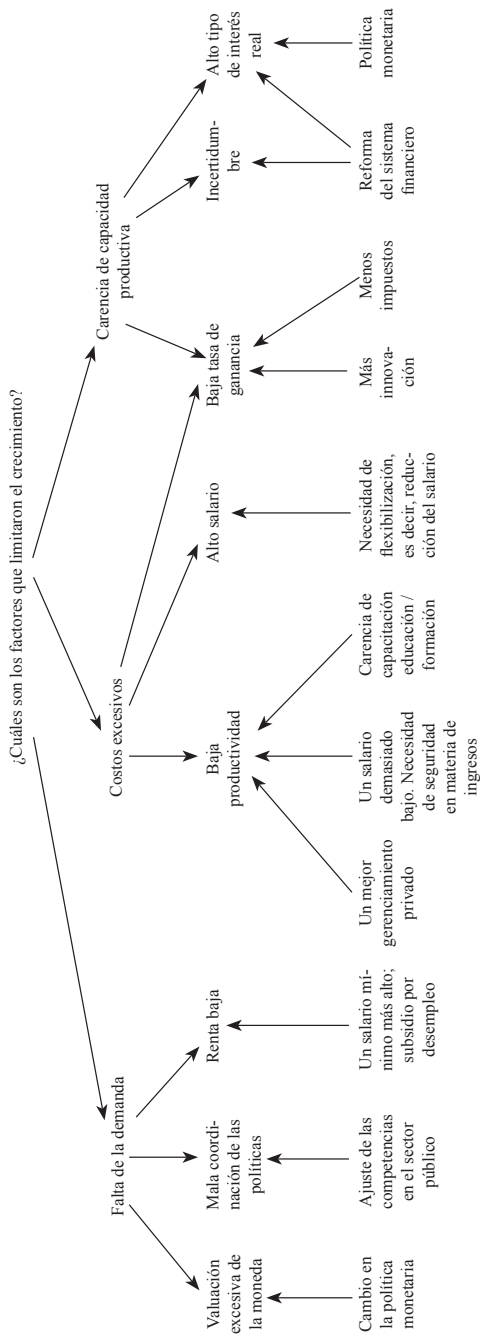 ¿Cuáles son los factores que limitaron el crecimiento?
Falta de la demanda
Costos excesivos
Carencia de capacidad
productiva
Valuación
excesiva de
la moneda
Mala coordi-
nación de las
políticas
Renta baja
Baja
productividad
Alto salario
Baja tasa de
ganancia
Incertidum-
bre
Alto tipo
de interés
real
Cambio en
la política
monetaria
Ajuste de las
competencias
en el sector
público
Un salario mí-
nimo más alto;
subsidio por
desempleo
Un mejor
gerenciamiento
privado
Un salario
demasiado
bajo. Necesidad
de seguridad
en materia de
ingresos
Carencia de
capacitación
educación /
formación
Necesidad de
flexibilización,
es decir, reduc-
ción del salario
Más
innova-
ción
Menos
impuestos
Reforma
del sistema
financiero
Política
monetaria